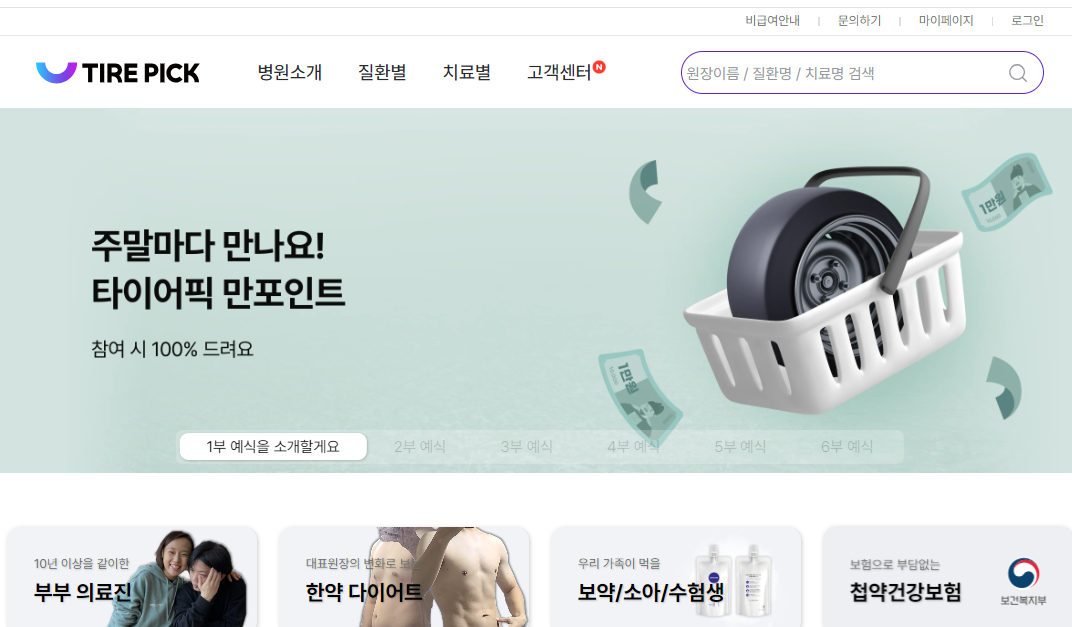 비급여안내 | 문의하기 | 마이페이지 | 로그인
TIRE PICK
병원소개 질환별 치료별 고객센터 N
원장이름 / 질환명 / 치료명 검색
주말마다 만나요!
타이어픽 만포인트
참여 시 100% 드려요
1만원
1만원
1부 예식을 소개할게요 2부 예식 3부 예식 4부 예식 5부 예식 6부 예식
10년 이상을 같이한
부부 의료진
대표원장의 변화로
한약 다이어트
우리 가족이 먹을
보약/소아/수험생
보험으로 부담없는
첩약건강보험
보건복지부